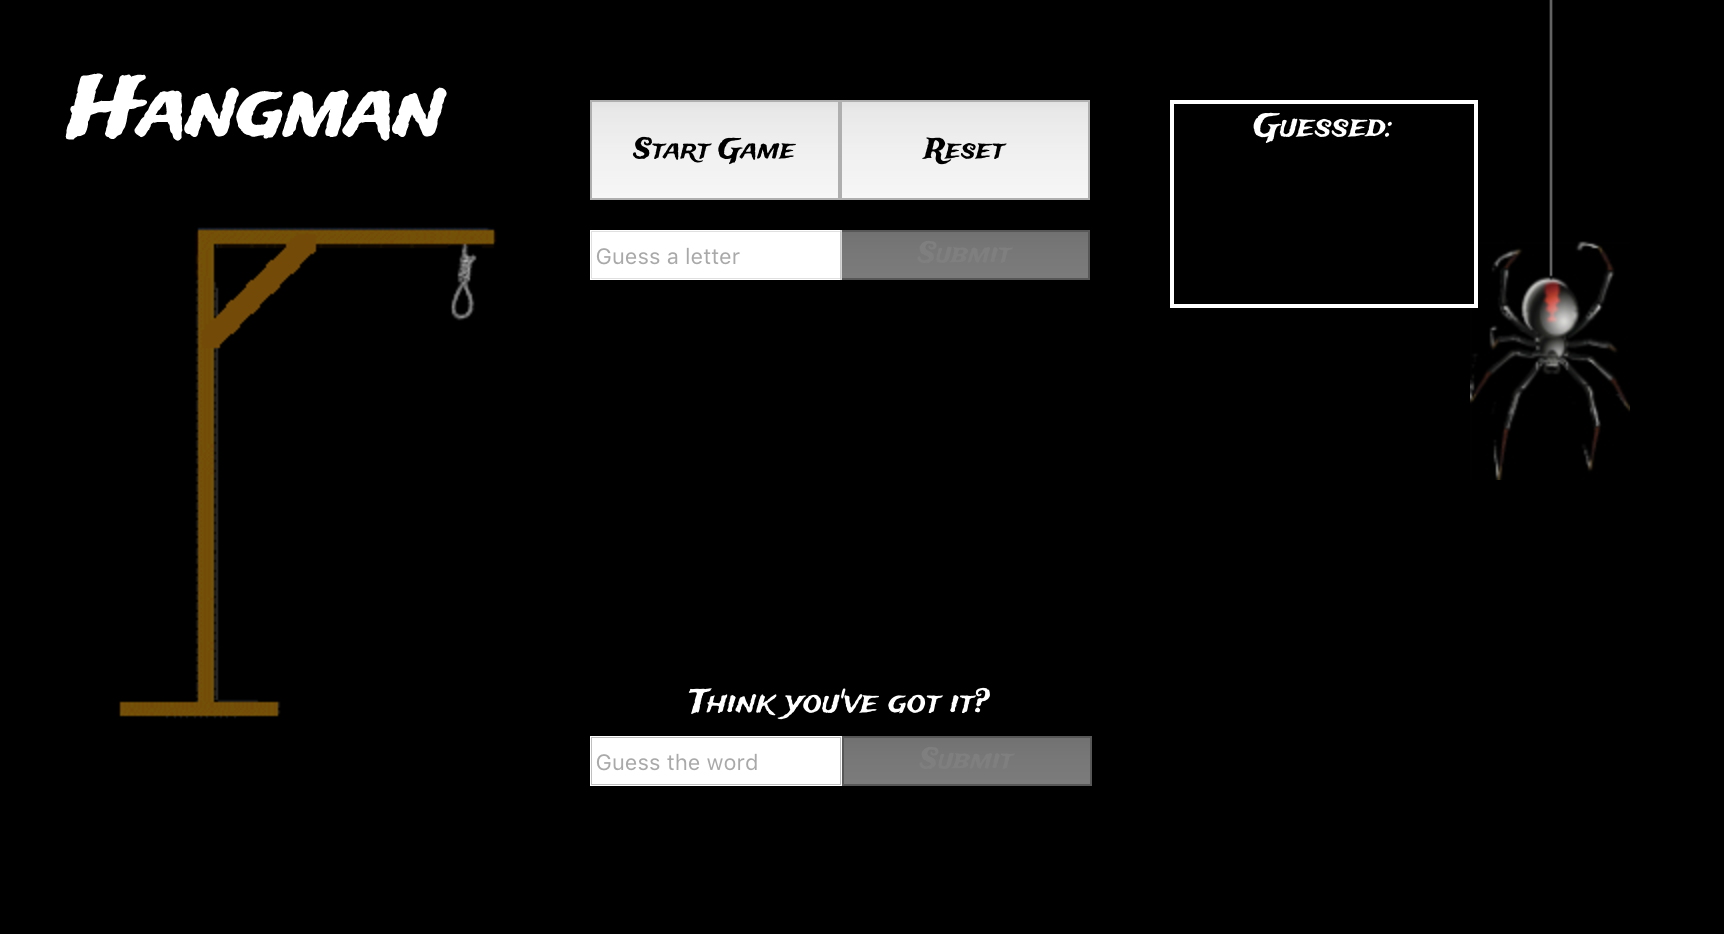 Hangman
Start Game
Reset
Guessed:
Guess a letter
Submit
Think you've got it?
Guess the word
Submit